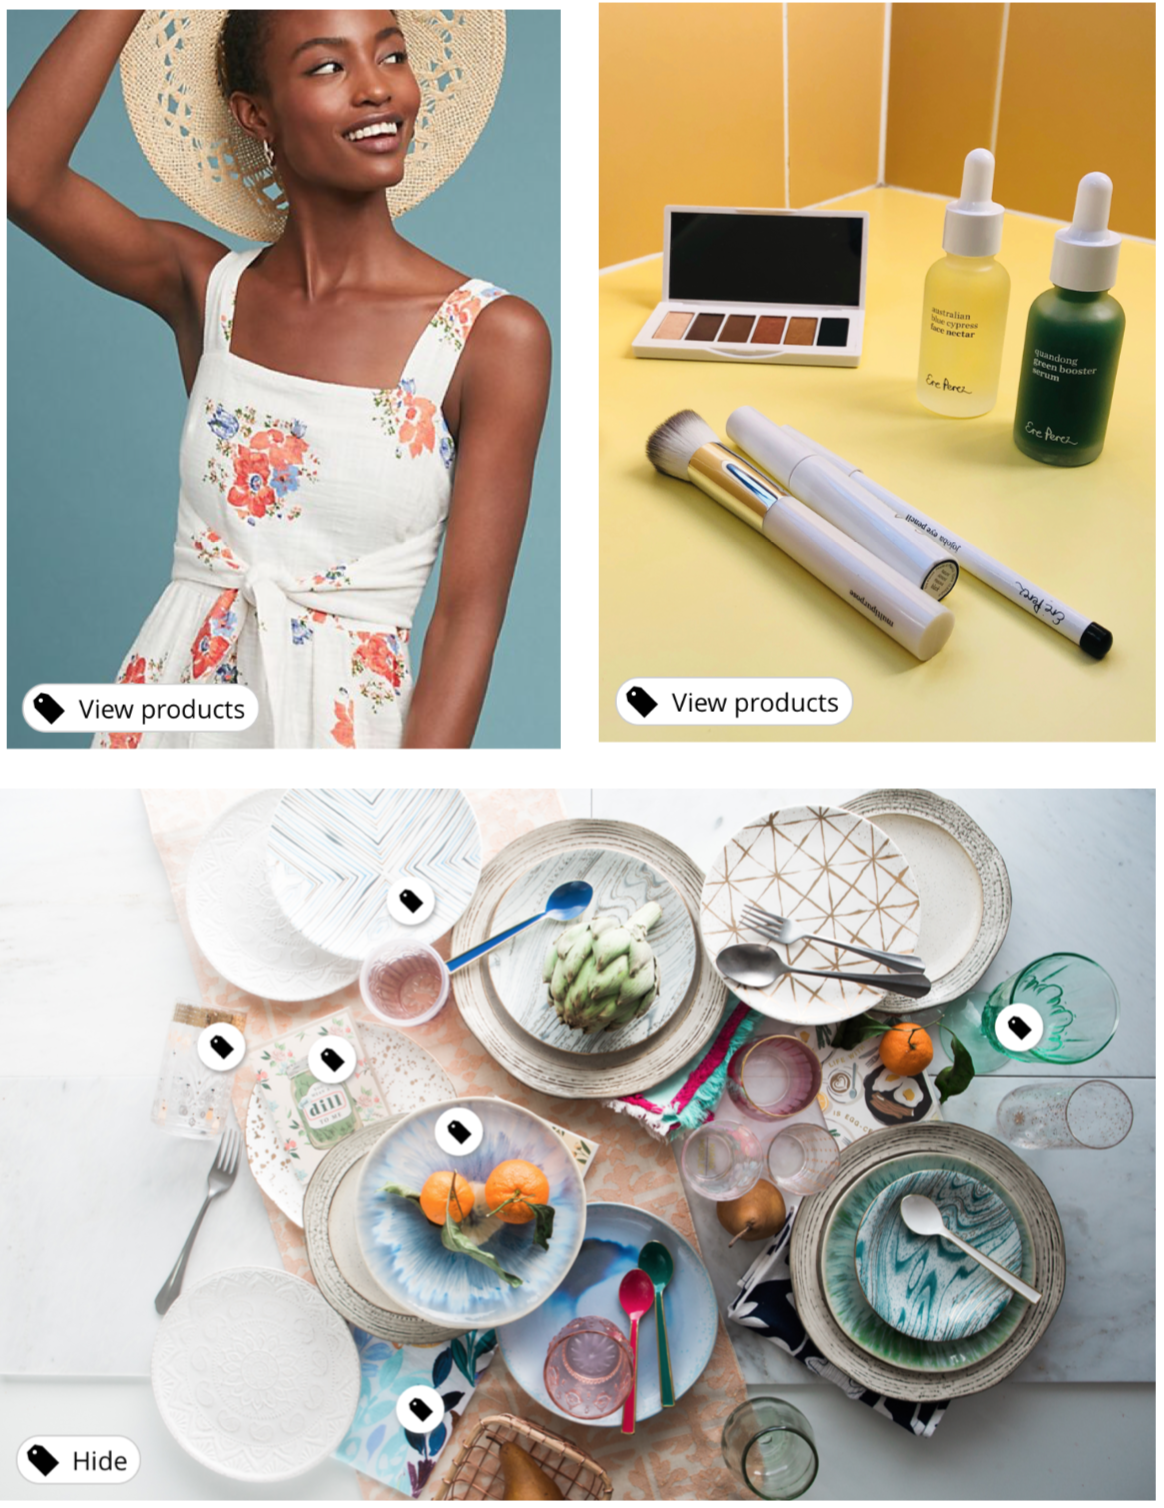 View products
australian
blue cypress
face nectar
Ere Perez
quandong
green booster
serum
Ere Perez
jojoba eye pencil
Ere Perez
multipurpose
View products
dill
Hide